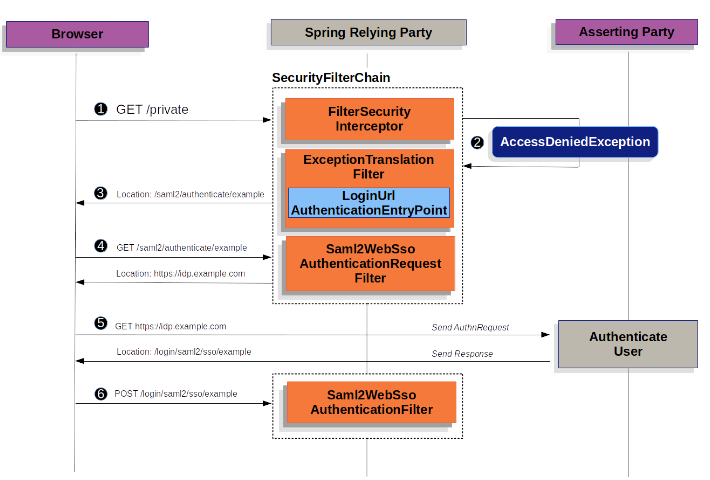 Browser
Spring Relying Party
Asserting Party
SecurityFilterChain
1 GET /private
FilterSecurity
Interceptor
2 AccessDeniedException
ExceptionTranslation
Filter
LoginUrl
AuthenticationEntryPoint
3 Location: /saml2/authenticate/example
4 GET /saml2/authenticate/example
Saml2WebSso
AuthenticationRequest
Filter
Location: https://idp.example.com
5 GET https://idp.example.com
Send AuthnRequest
Authenticate
User
Location: /login/saml2/sso/example
Send Response
6 POST /login/saml2/sso/example
Saml2WebSso
AuthenticationFilter